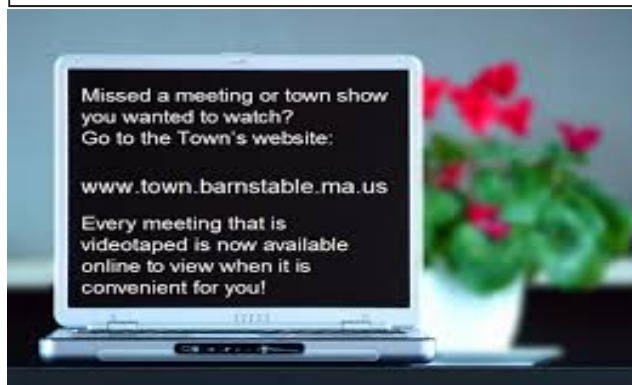 Missed a meeting or town show
you wanted to watch?
Go to the Town's website:
www.town.barnstable.ma.us
Every meeting that is
videotaped is now available
online to view when it is
convenient for you!